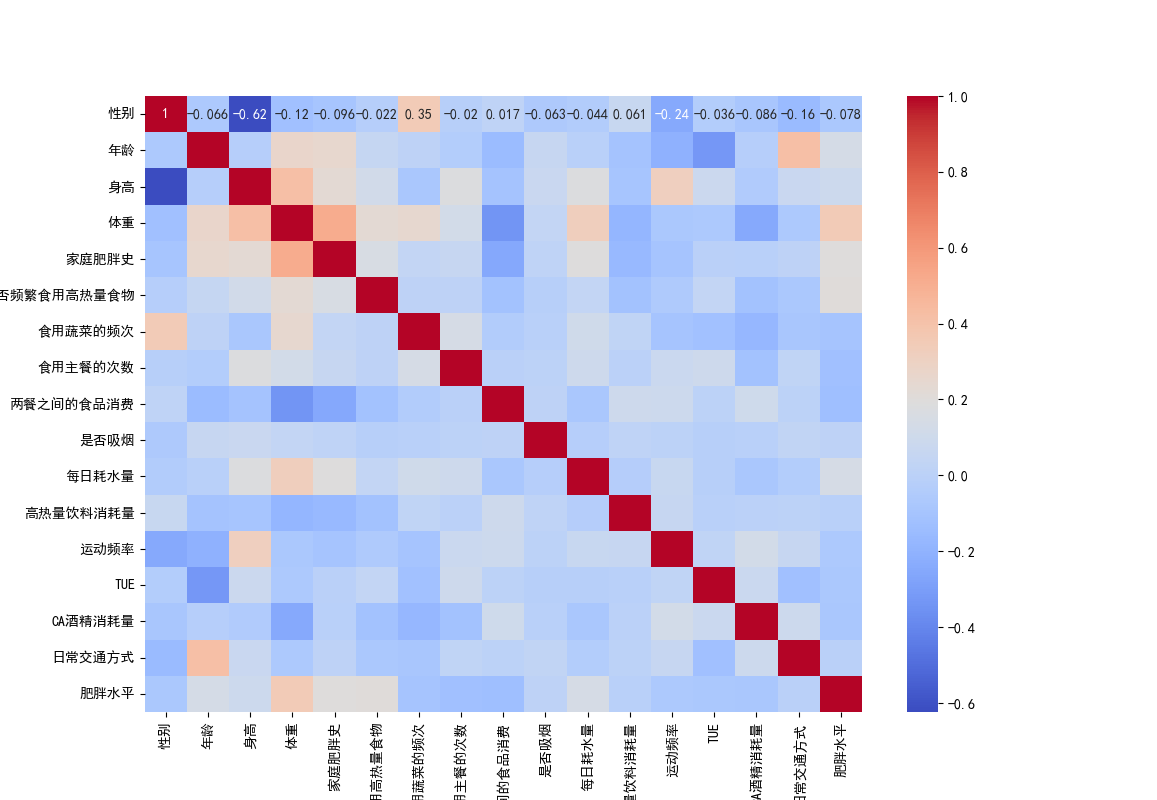 性别 1 −0.066 −0.62 −0.12 −0.096 −0.022 0.35 −0.02 0.017 −0.063 −0.044 0.061 −0.24 −0.036 −0.086 −0.16 −0.078
年龄
身高
体重
家庭肥胖史
否频繁食用高热量食物
食用蔬菜的频次
食用主餐的次数
两餐之间的食品消费
是否吸烟
每日耗水量
高热量饮料消耗量
运动频率
TUE
CA酒精消耗量
日常交通方式
肥胖水平
性别
年龄
身高
体重
家庭肥胖史
用高热量食物
用蔬菜的频次
用主餐的次数
间的食品消费
是否吸烟
每日耗水量
量饮料消耗量
运动频率
TUE
A酒精消耗量
日常交通方式
肥胖水平
1.0
0.8
0.6
0.4
0.2
0.0
−0.2
−0.4
−0.6